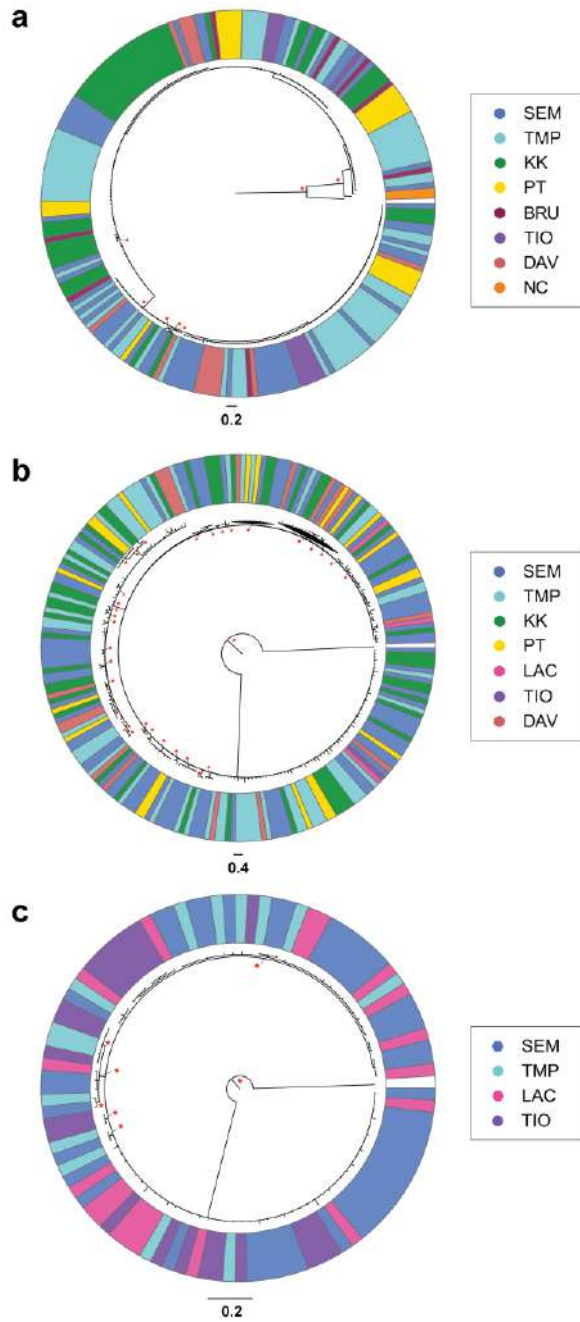 a
SEM
TMP
KK
PT
BRU
TIO
DAV
NC
0.2
b
SEM
TMP
KK
PT
LAC
TIO
DAV
0.4
c
SEM
TMP
LAC
TIO
0.2